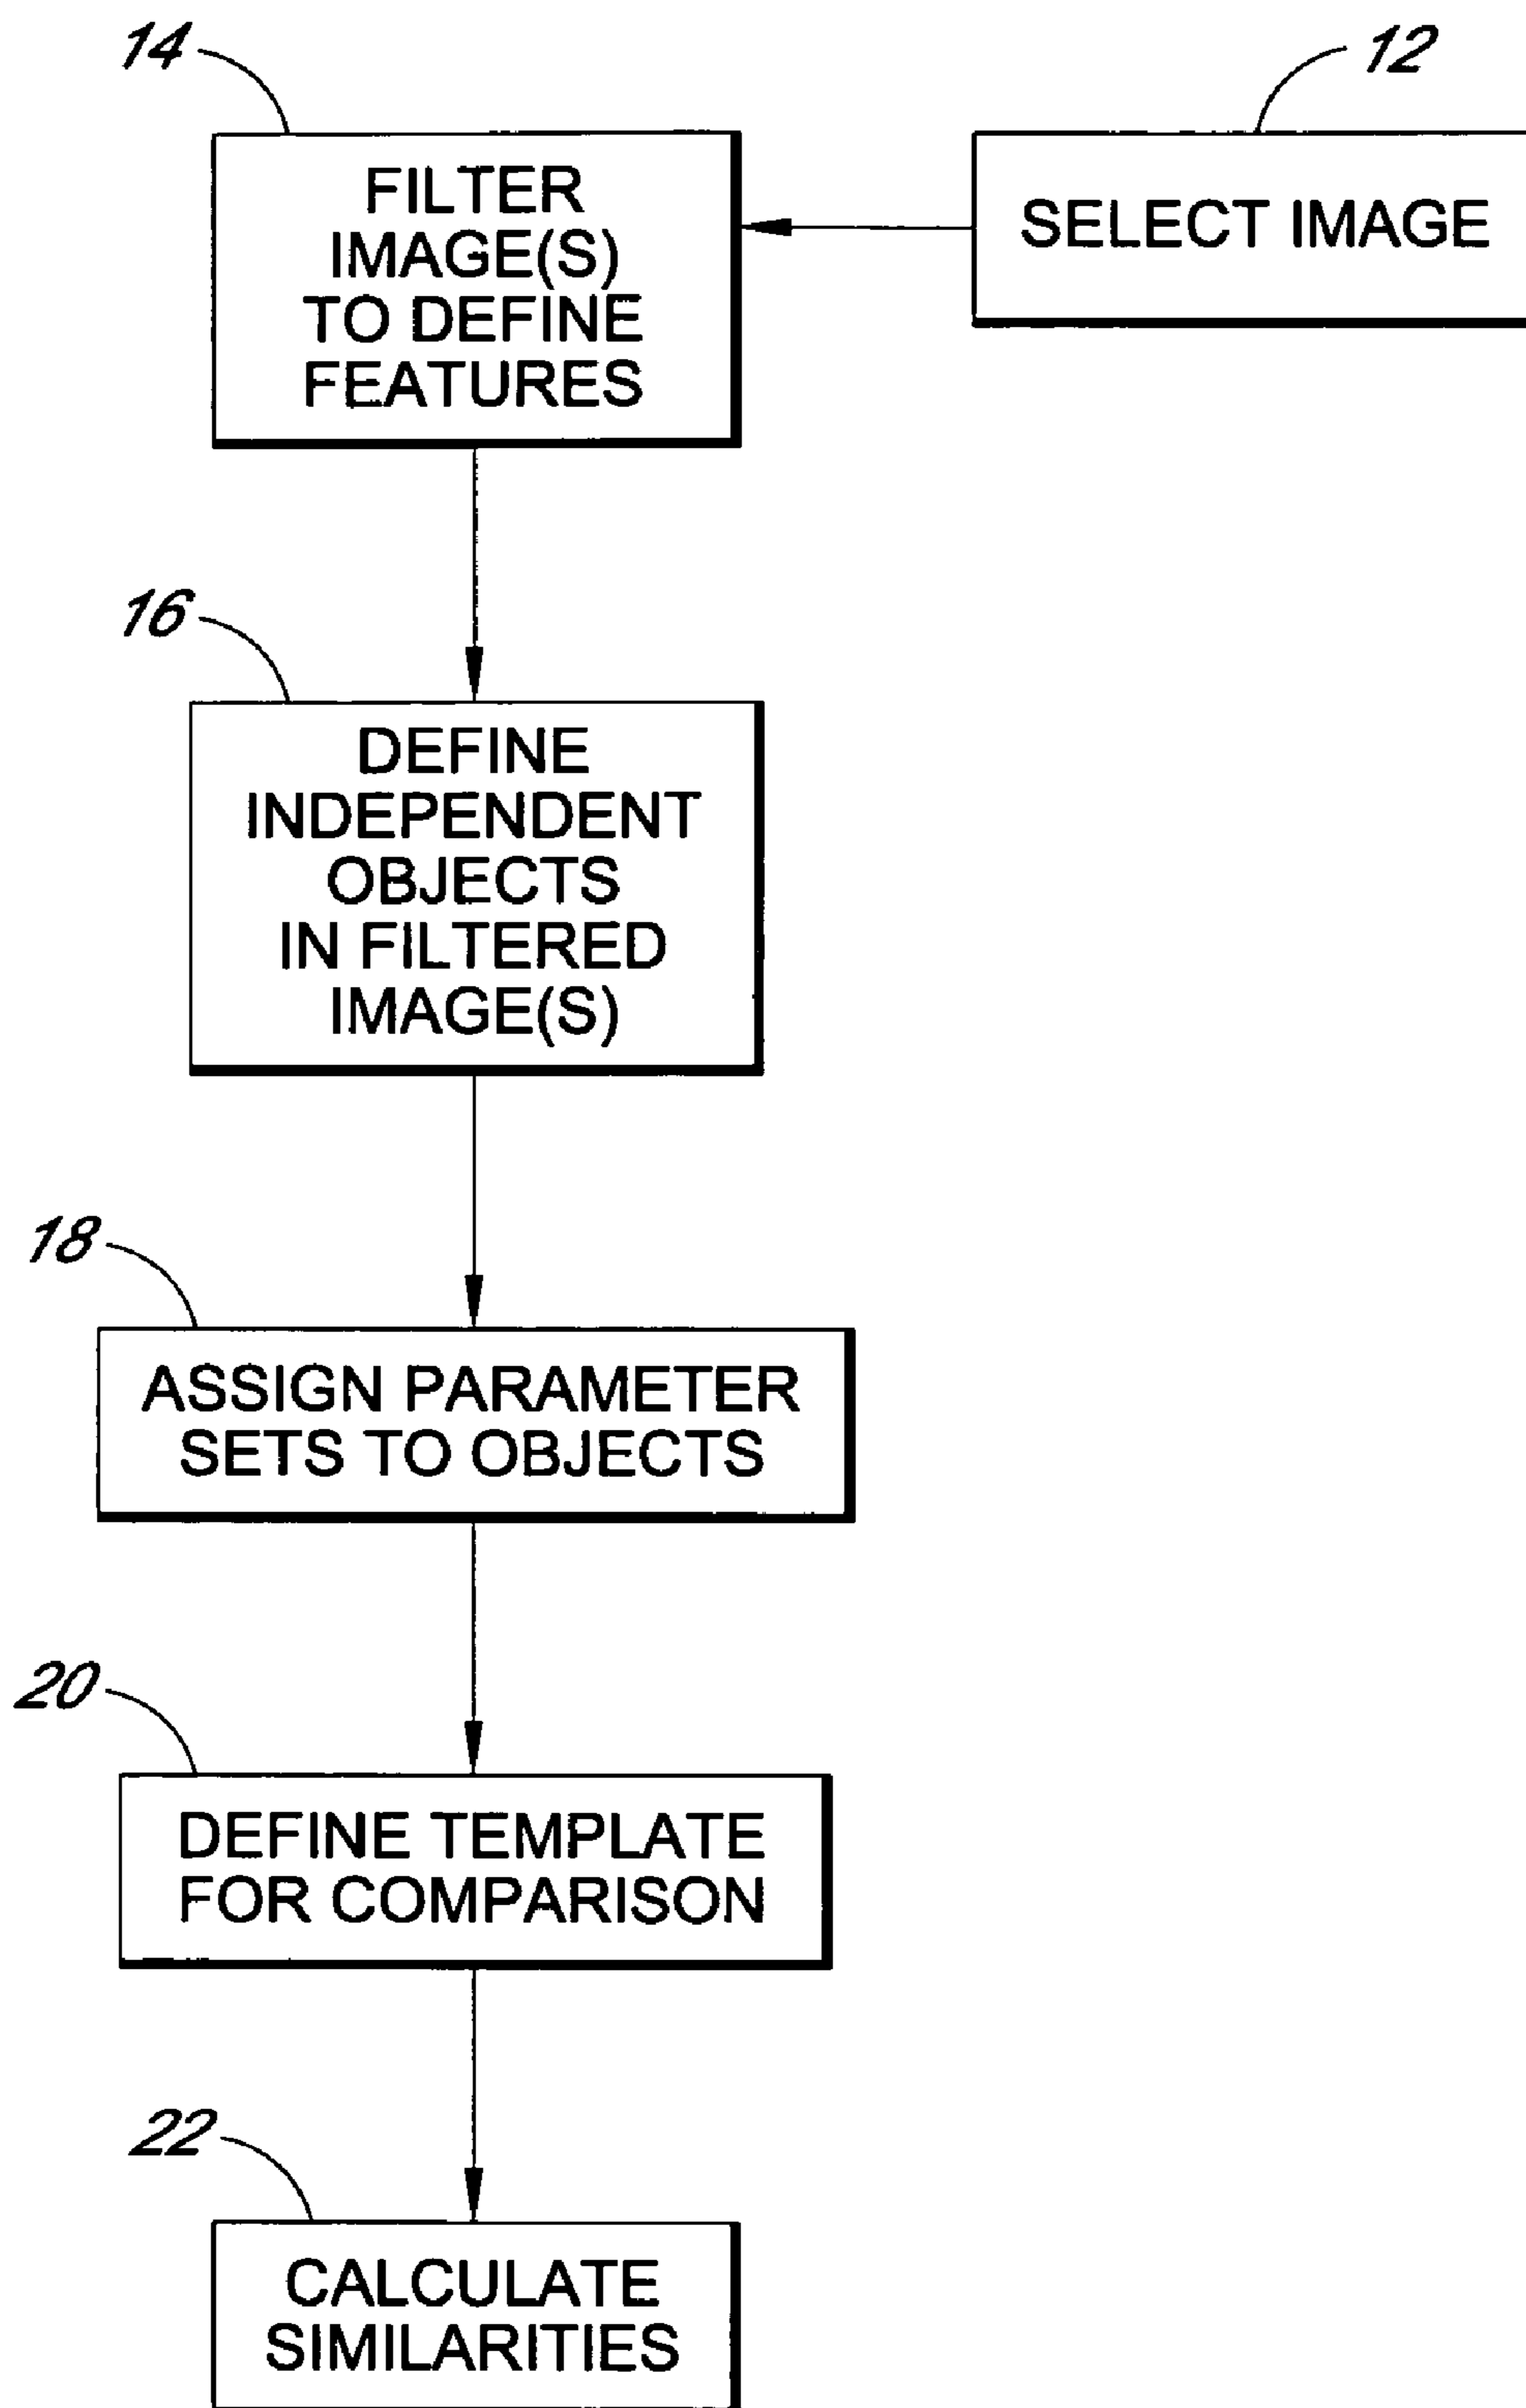 14
12
FILTER
IMAGE(S)
TO DEFINE
FEATURES
SELECT IMAGE
16
DEFINE
INDEPENDENT
OBJECTS
IN FILTERED
IMAGE(S)
18
ASSIGN PARAMETER
SETS TO OBJECTS
20
DEFINE TEMPLATE
FOR COMPARISON
22
CALCULATE
SIMILARITIES